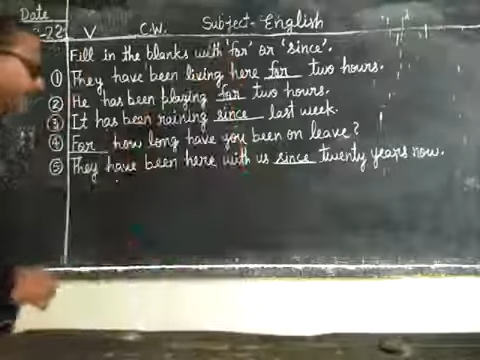 Date
22 V C.W. Subject- English
Fill in the blanks with 'for' or 'since'.
① They have been living here for two hours.
② He has been playing for two hours.
③ It has been raining since last week.
④ For how long have you been on leave?
⑤ They have been here with us since twenty years now.